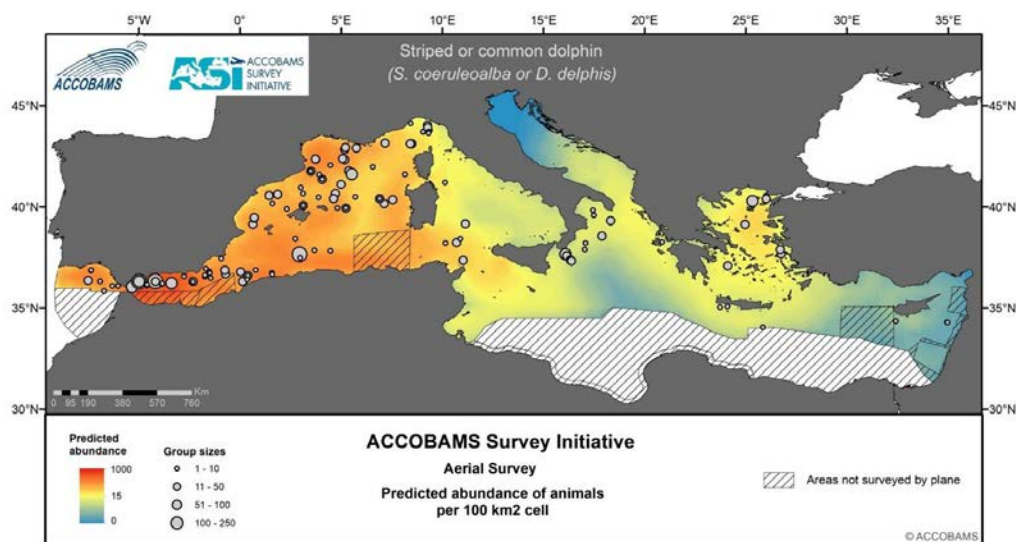 5°W 0° 5°E 10°E 15°E 20°E 25°E 30°E 35°E
ACCOBAMS
ASI ACCOBAMS
SURVEY
INITIATIVE
Striped or common dolphin
(S. coeruleoalba or D. delphis)
45°N 45°N
40°N 40°N
35°N 35°N
30°N 30°N
Km
0 95 190 380 570 760
Predicted
abundance
1000
15
0
Group sizes
1 - 10
11 - 50
51 - 100
100 - 250
ACCOBAMS Survey Initiative
Aerial Survey
Predicted abundance of animals
per 100 km2 cell
Areas not surveyed by plane
© ACCOBAMS